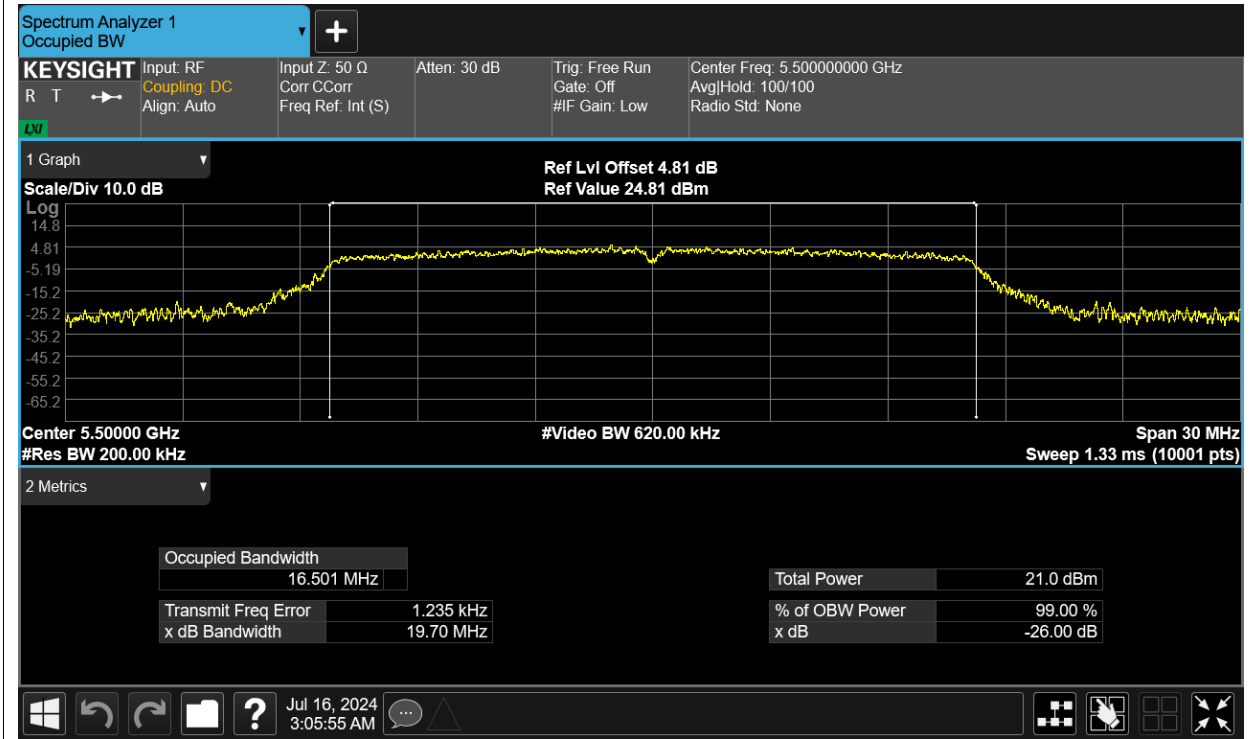 Spectrum Analyzer 1
Occupied BW
KEYSIGHT
R T
LXI
Input: RF
Coupling: DC
Align: Auto
Input Z: 50 Ω
Corr CCorr
Freq Ref: Int (S)
Atten: 30 dB
Trig: Free Run
Gate: Off
#IF Gain: Low
Center Freq: 5.500000000 GHz
Avg|Hold: 100/100
Radio Std: None
1 Graph
Scale/Div 10.0 dB
Ref Lvl Offset 4.81 dB
Ref Value 24.81 dBm
Log
14.8
4.81
-5.19
-15.2
-25.2
-35.2
-45.2
-55.2
-65.2
Center 5.50000 GHz
#Video BW 620.00 kHz
Span 30 MHz
#Res BW 200.00 kHz
Sweep 1.33 ms (10001 pts)
2 Metrics
Occupied Bandwidth
16.501 MHz
Total Power 21.0 dBm
Transmit Freq Error 1.235 kHz
% of OBW Power 99.00 %
x dB Bandwidth 19.70 MHz
x dB -26.00 dB
?
Jul 16, 2024
3:05:55 AM